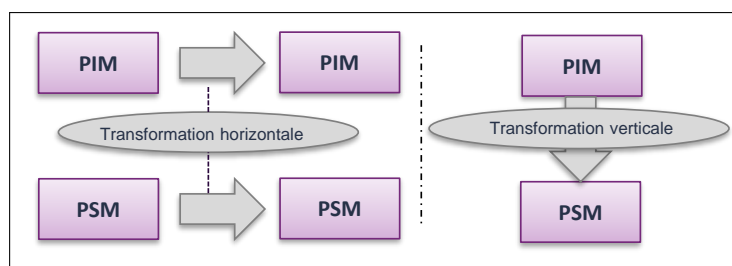 PIM
PIM
PIM
Transformation horizontale
Transformation verticale
PSM
PSM
PSM